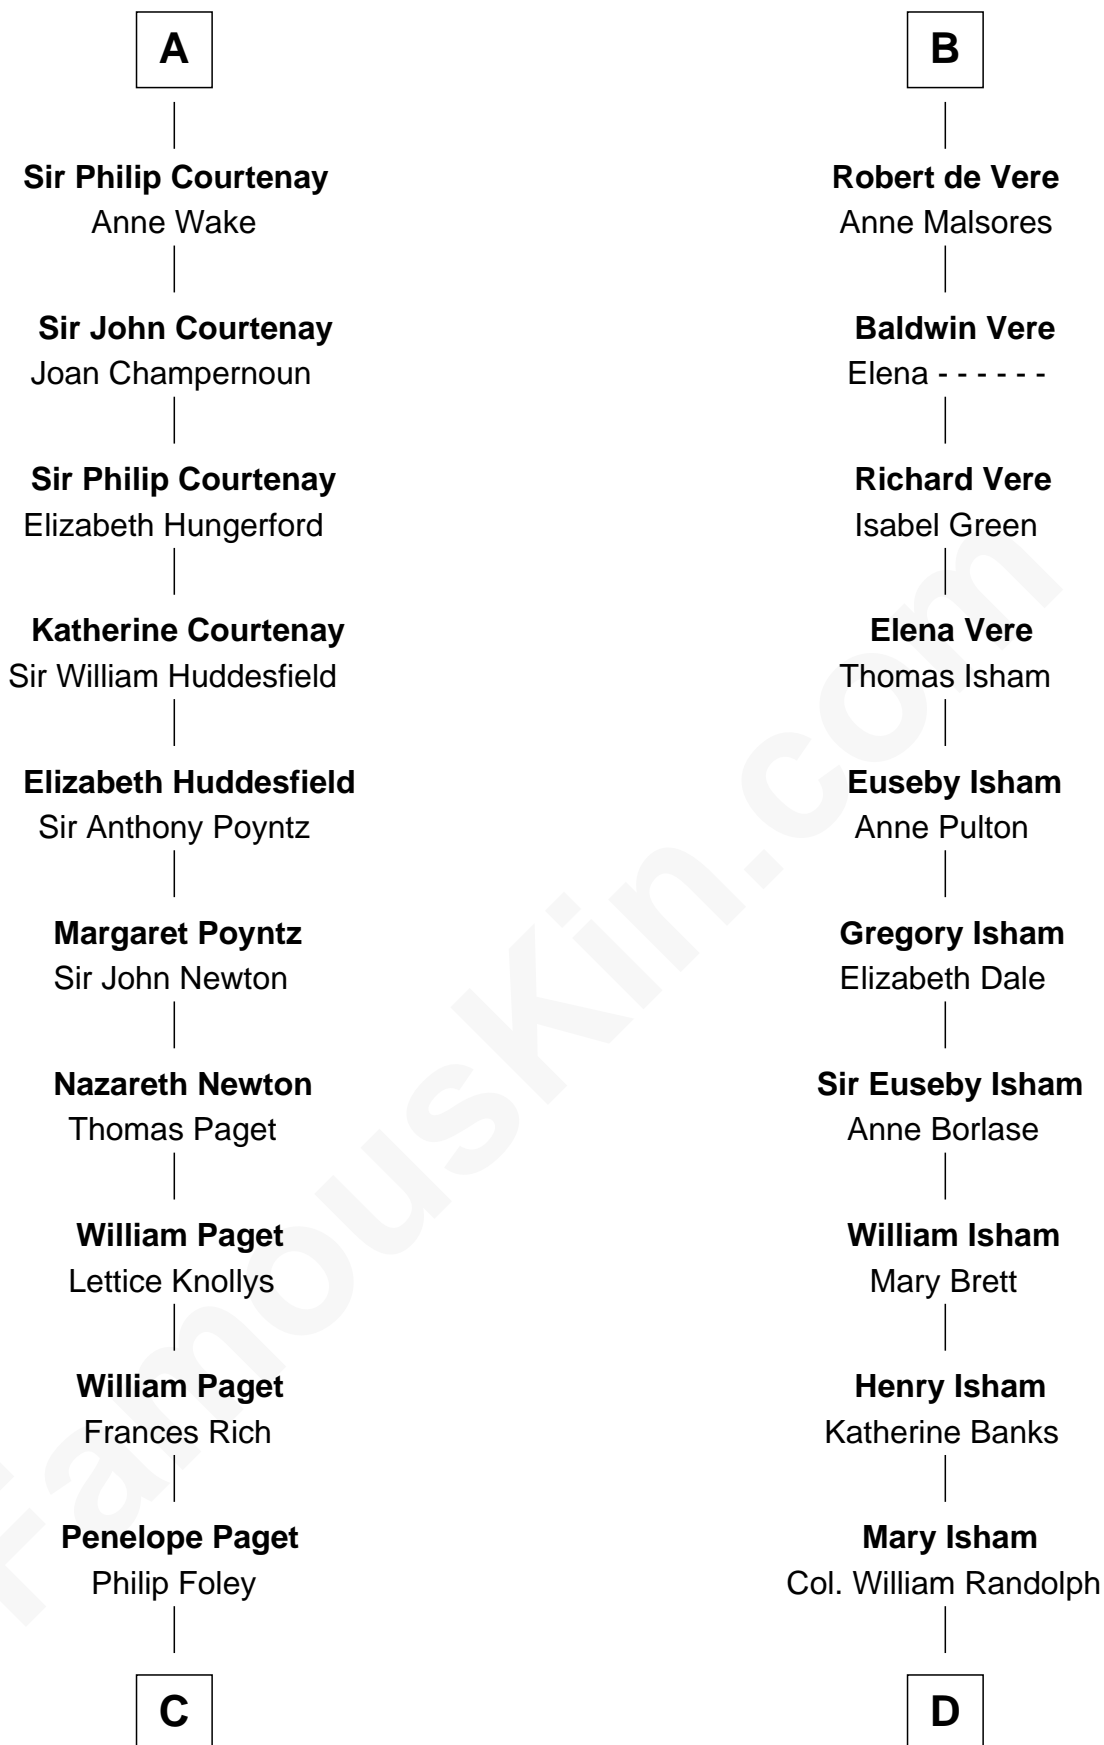 A
Sir Philip Courtenay
Anne Wake
Sir John Courtenay
Joan Champernoun
Sir Philip Courtenay
Elizabeth Hungerford
Katherine Courtenay
Sir William Huddesfield
Elizabeth Huddesfield
Sir Anthony Poyntz
Margaret Poyntz
Sir John Newton
Nazareth Newton
Thomas Paget
William Paget
Lettice Knollys
William Paget
Frances Rich
Penelope Paget
Philip Foley
C
B
Robert de Vere
Anne Malsores
Baldwin Vere
Elena - - - - - -
Richard Vere
Isabel Green
Elena Vere
Thomas Isham
Euseby Isham
Anne Pulton
Gregory Isham
Elizabeth Dale
Sir Euseby Isham
Anne Borlase
William Isham
Mary Brett
Henry Isham
Katherine Banks
Mary Isham
Col. William Randolph
D
FamousKin.com